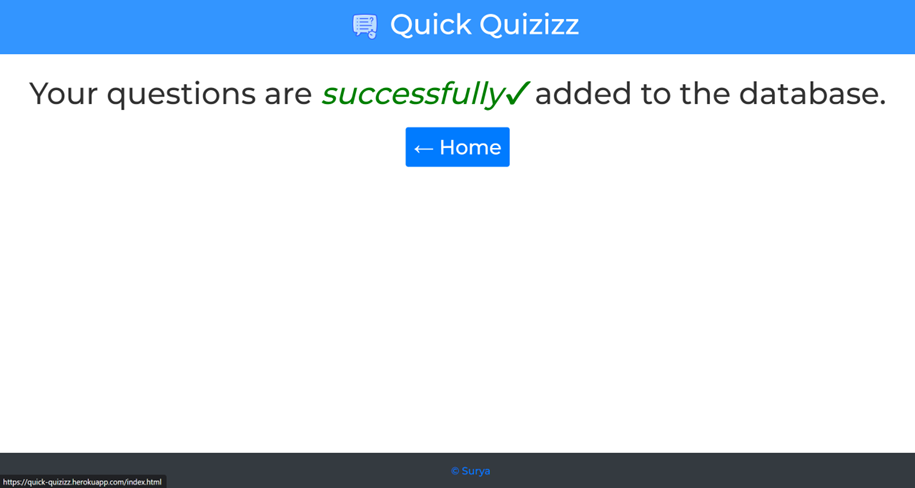 Quick Quizizz
Your questions are successfully✓ added to the database.
← Home
© Surya
https://quick-quizizz.herokuapp.com/index.html